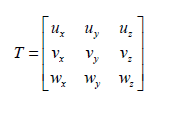 u_x u_y u_z
T = v_x v_y v_z
w_x w_y w_z